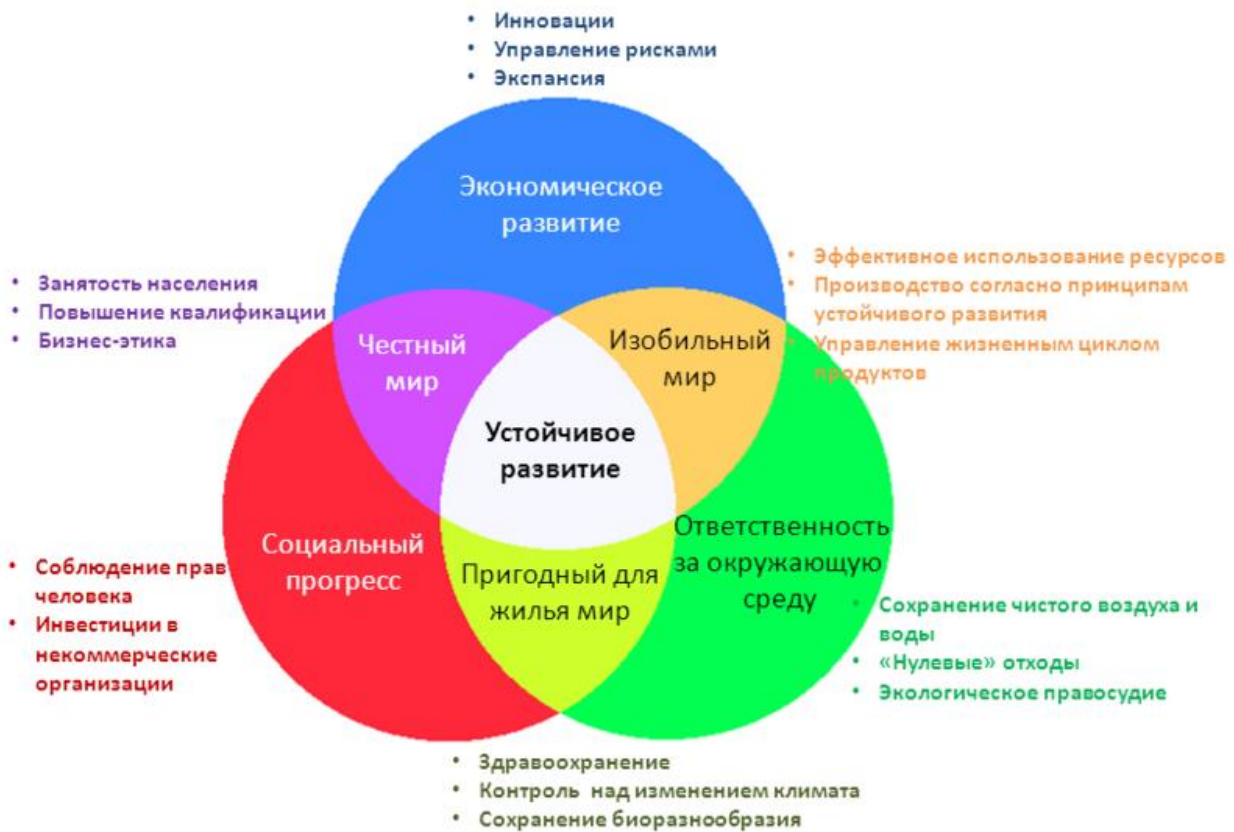 • Инновации
• Управление рисками
• Экспансия
Экономическое
развитие
• Занятость населения
• Повышение квалификации
• Бизнес-этика
• Эффективное использование ресурсов
• Производство согласно принципам
устойчивого развития
• Управление жизненным циклом
продуктов
Честный
мир
Изобильный
мир
Устойчивое
развитие
Социальный
прогресс
Пригодный для
жилья мир
Ответственность
за окружающую
среду
• Соблюдение прав
человека
• Инвестиции в
некоммерческие
организации
• Сохранение чистого воздуха и
воды
• «Нулевые» отходы
• Экологическое правосудие
• Здравоохранение
• Контроль над изменением климата
• Сохранение биоразнообразия